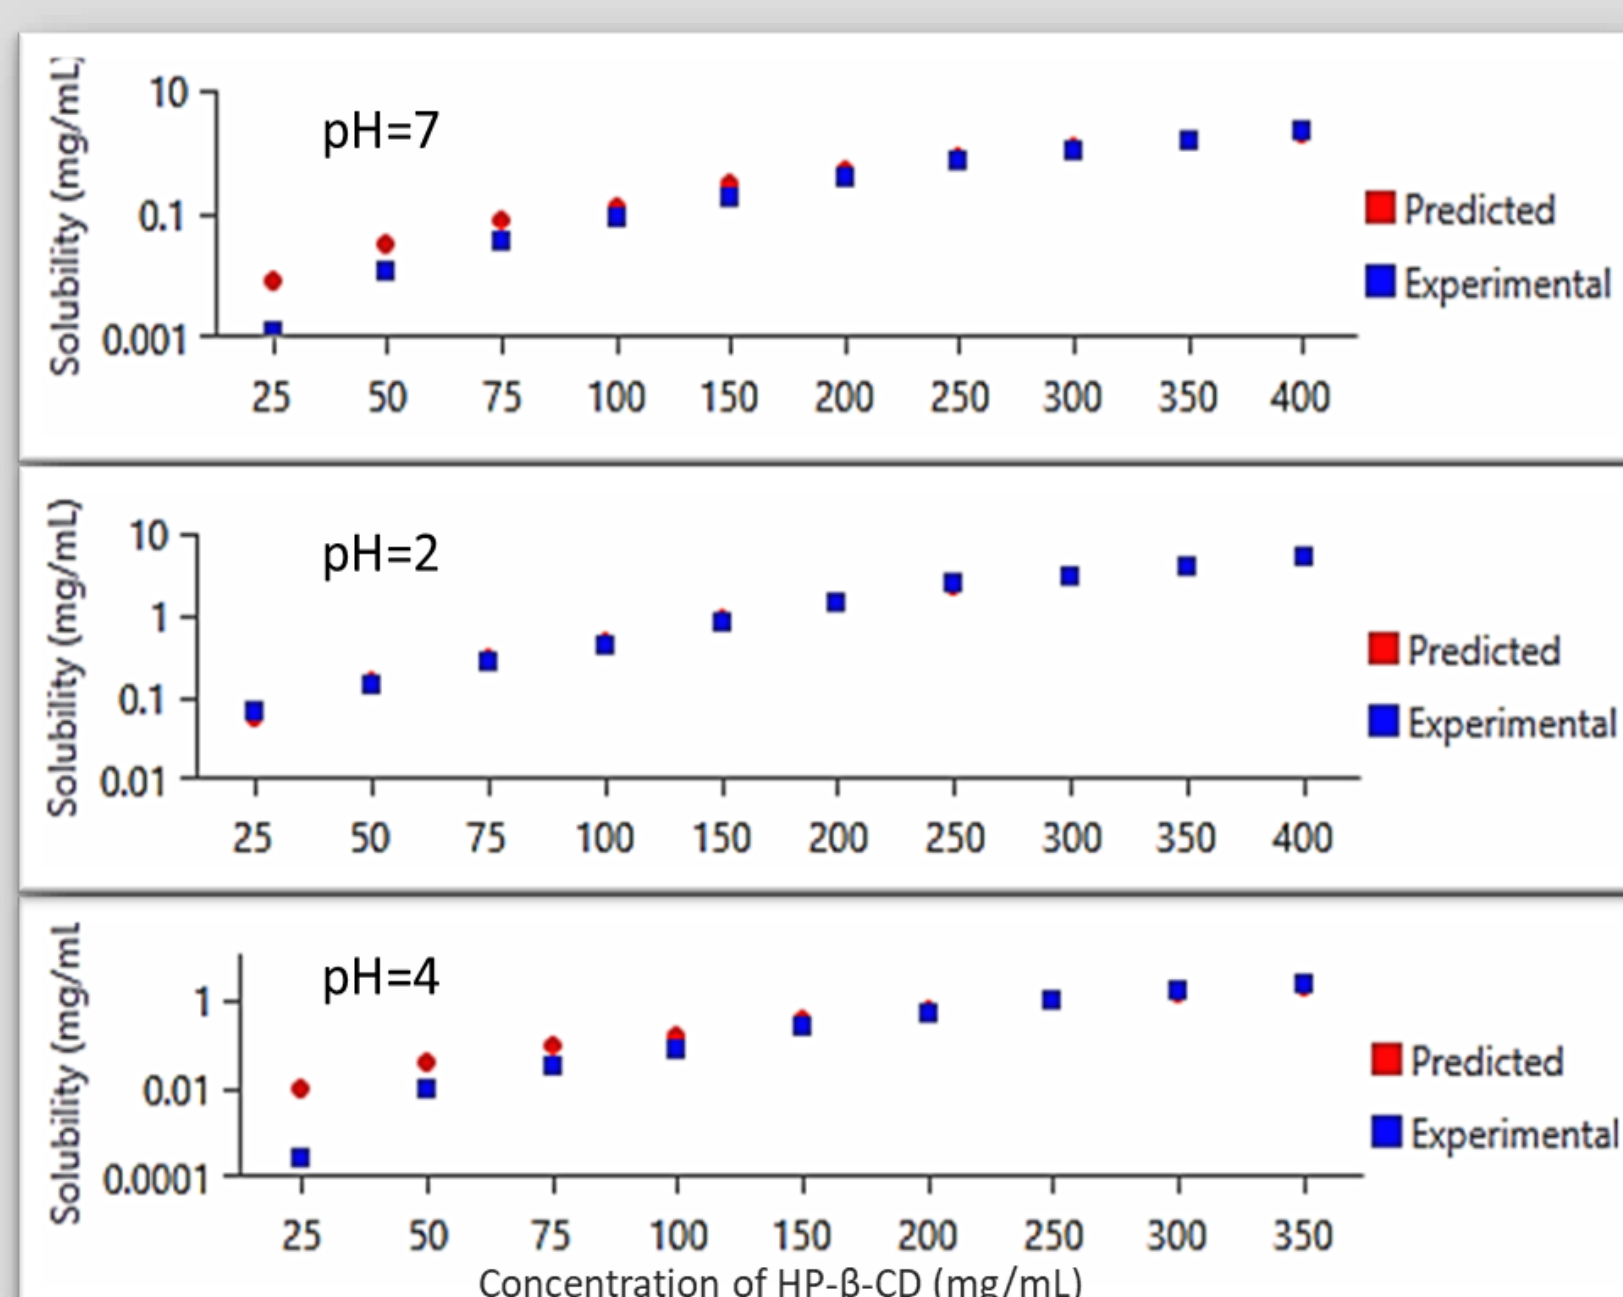 Solubility (mg/mL)
pH=7
10
0.1
0.001
25 50 75 100 150 200 250 300 350 400
Predicted
Experimental
Solubility (mg/mL)
pH=2
10
1
0.1
0.01
25 50 75 100 150 200 250 300 350 400
Predicted
Experimental
Solubility (mg/mL
pH=4
1
0.01
0.0001
25 50 75 100 150 200 250 300 350
Predicted
Experimental
Concentration of HP-β-CD (mg/mL)